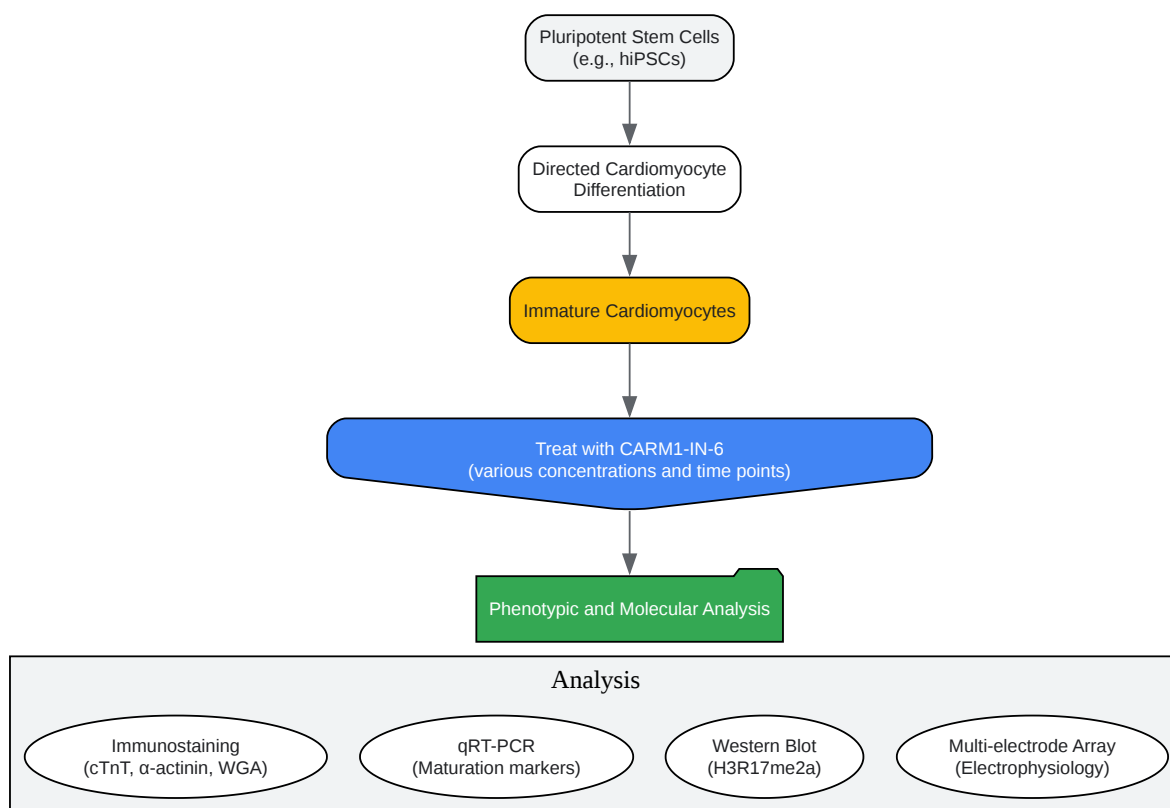 Pluripotent Stem Cells
(e.g., hiPSCs)
Directed Cardiomyocyte
Differentiation
Immature Cardiomyocytes
Treat with CARM1-IN-6
(various concentrations and time points)
Phenotypic and Molecular Analysis
Analysis
Immunostaining
(cTnT, α-actinin, WGA)
qRT-PCR
(Maturation markers)
Western Blot
(H3R17me2a)
Multi-electrode Array
(Electrophysiology)